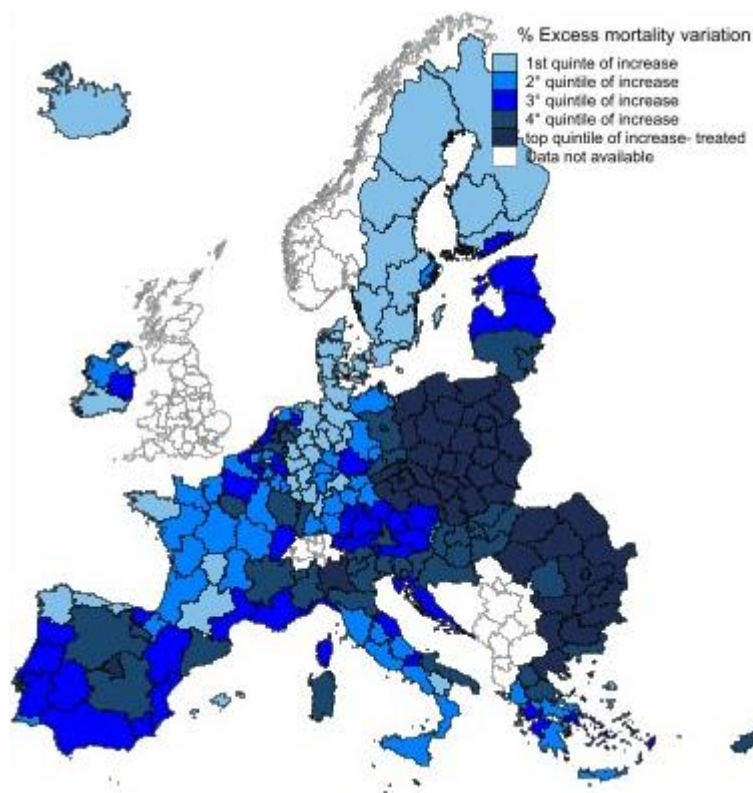 % Excess mortality variation
1st quinte of increase
2° quintile of increase
3° quintile of increase
4° quintile of increase
top quintile of increase- treated
Data not available